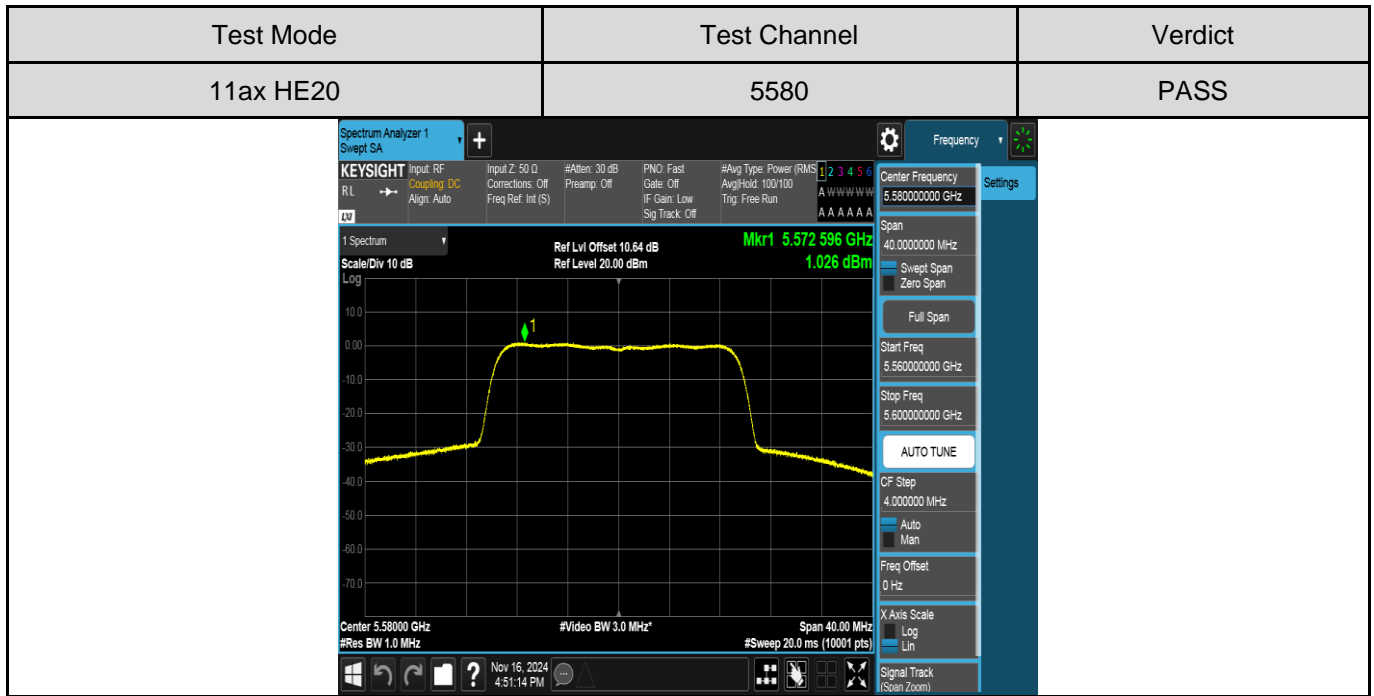 Test Mode Test Channel Verdict
11ax HE20 5580 PASS
Spectrum Analyzer 1
Swept SA
+
Frequency
KEYSIGHT
RL
LXI
Input: RF
Coupling: DC
Align: Auto
Input Z: 50 Ω
Corrections: Off
Freq Ref: Int (S)
#Atten: 30 dB
Preamp: Off
PNO: Fast
Gate: Off
IF Gain: Low
Sig Track: Off
#Avg Type: Power (RMS
Avg|Hold: 100/100
Trig: Free Run
1 2 3 4 5 6
A W W W W W
A A A A A A
1 Spectrum
Scale/Div 10 dB
Ref Lvl Offset 10.64 dB
Ref Level 20.00 dBm
Mkr1 5.572 596 GHz
1.026 dBm
Log
10.0
1
0.00
-10.0
-20.0
-30.0
-40.0
-50.0
-60.0
-70.0
Center 5.58000 GHz
#Res BW 1.0 MHz
#Video BW 3.0 MHz*
Span 40.00 MHz
#Sweep 20.0 ms (10001 pts)
Nov 16, 2024
4:51:14 PM
?
Settings
Center Frequency
5.580000000 GHz
Span
40.0000000 MHz
Swept Span
Zero Span
Full Span
Start Freq
5.560000000 GHz
Stop Freq
5.600000000 GHz
AUTO TUNE
CF Step
4.000000 MHz
Auto
Man
Freq Offset
0 Hz
X Axis Scale
Log
Lin
Signal Track
(Span Zoom)